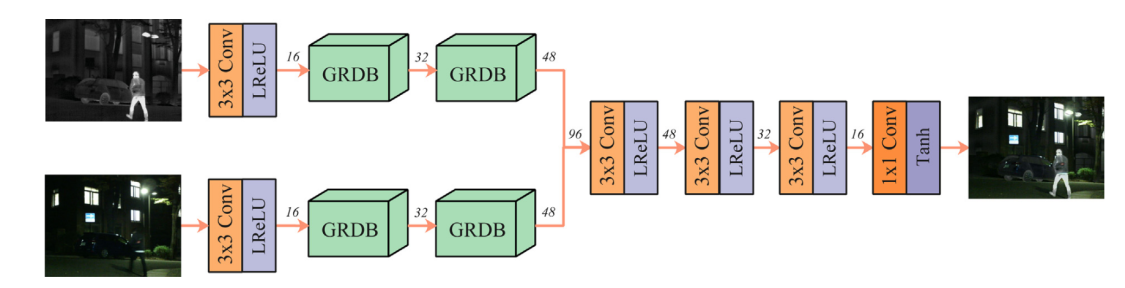 3x3 Conv
LReLU
16
GRDB
32
GRDB
48
3x3 Conv
LReLU
16
GRDB
32
GRDB
48
96
3x3 Conv
LReLU
48
3x3 Conv
LReLU
32
3x3 Conv
LReLU
16
1x1 Conv
Tanh